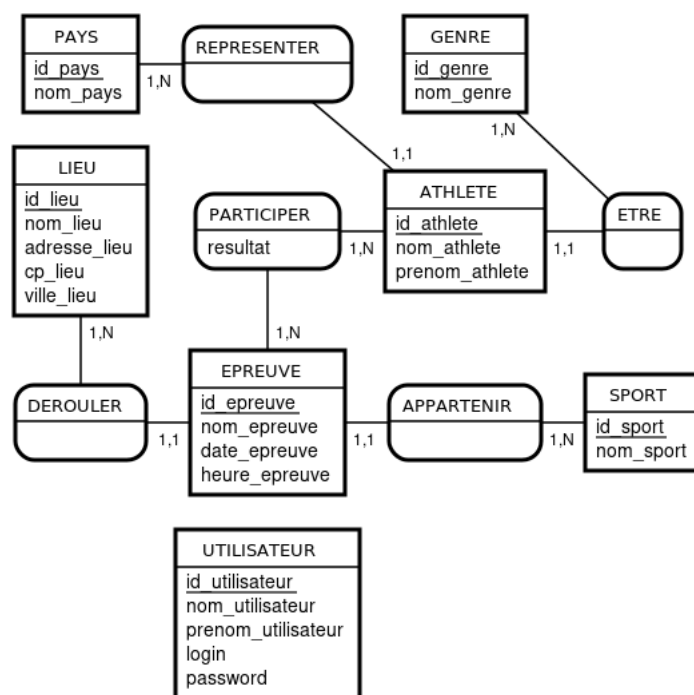 PAYS
id_pays
nom_pays
1,N
REPRESENTER
GENRE
id_genre
nom_genre
1,N
1,1
LIEU
id_lieu
nom_lieu
adresse_lieu
cp_lieu
ville_lieu
1,N
PARTICIPER
resultat
1,N
ATHLETE
id_athlete
nom_athlete
prenom_athlete
1,1
ETRE
1,N
DEROULER
1,1
EPREUVE
id_epreuve
nom_epreuve
date_epreuve
heure_epreuve
1,1
APPARTENIR
1,N
SPORT
id_sport
nom_sport
UTILISATEUR
id_utilisateur
nom_utilisateur
prenom_utilisateur
login
password